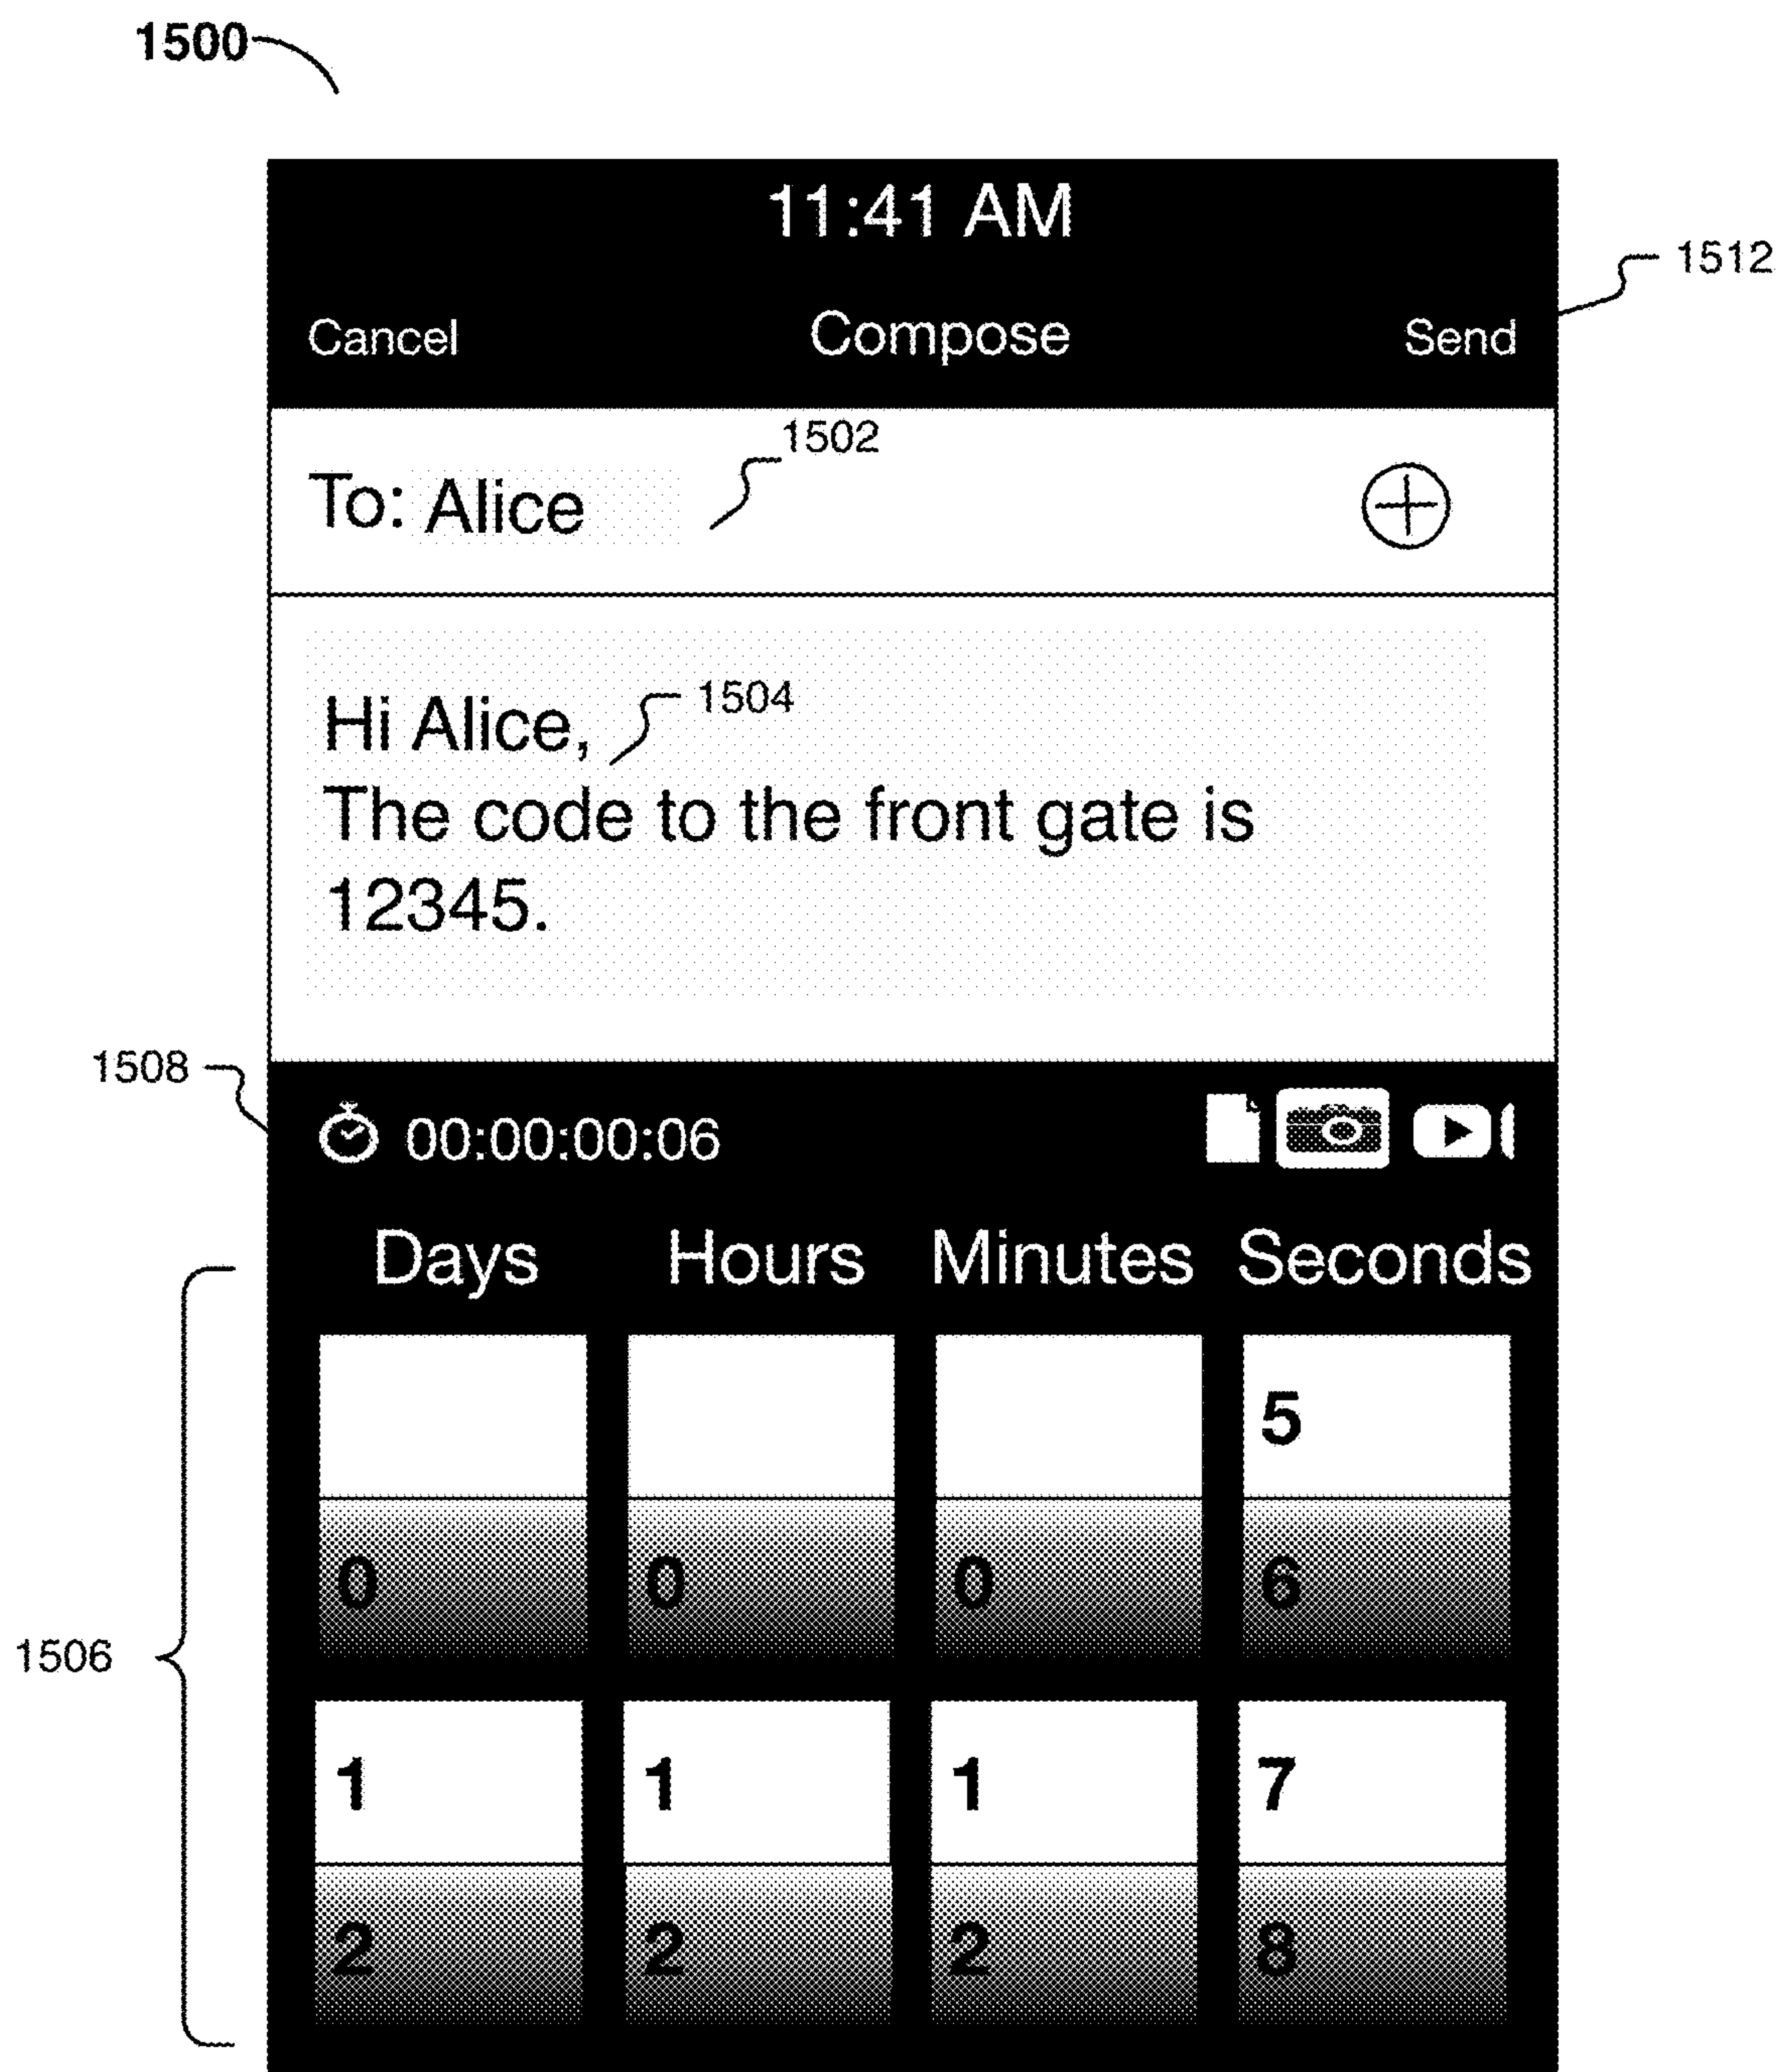 1500
11:41 AM
1512
Cancel Compose Send
1502
To: Alice
1504
Hi Alice,
The code to the front gate is
12345.
1508
00:00:00:06
Days Hours Minutes Seconds
5
0 0 0 6
1506
1 1 1 7
2 2 2 8